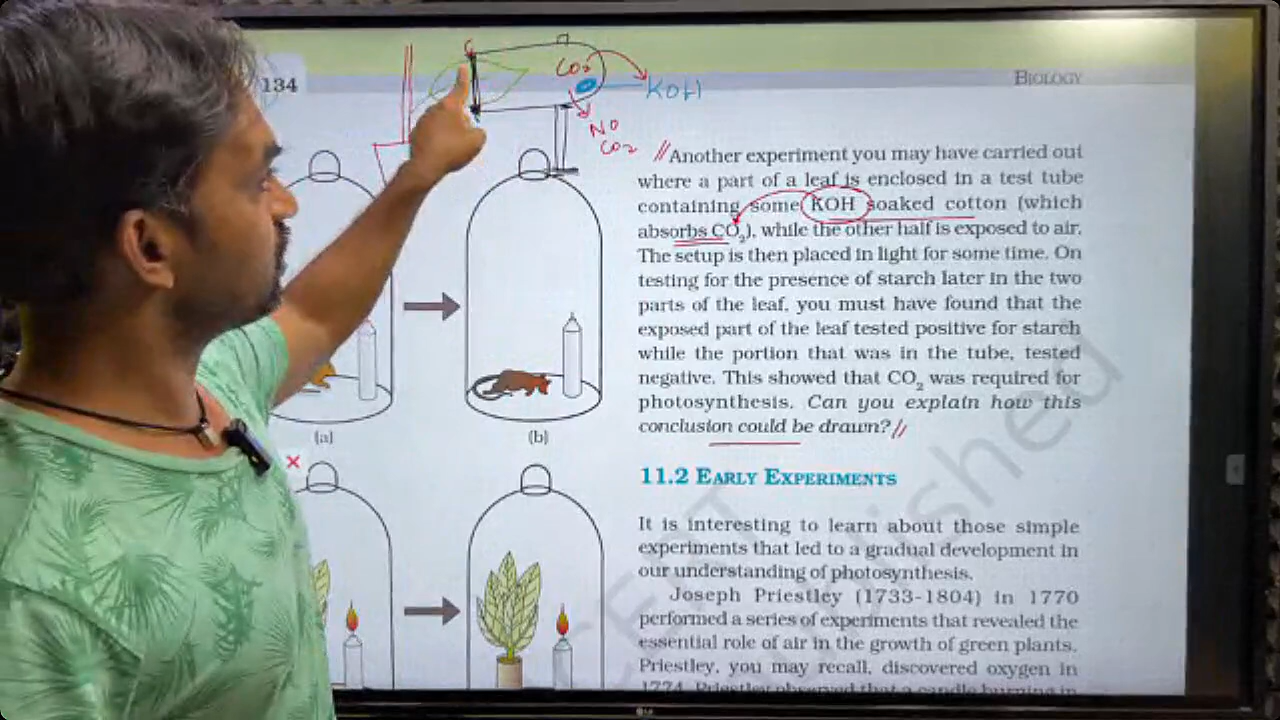 134
BIOLOGY
CO2
KOH
NO
CO2
Another experiment you may have carried out
where a part of a leaf is enclosed in a test tube
containing some KOH soaked cotton (which
absorbs CO2), while the other half is exposed to air.
The setup is then placed in light for some time. On
testing for the presence of starch later in the two
parts of the leaf, you must have found that the
exposed part of the leaf tested positive for starch
while the portion that was in the tube, tested
negative. This showed that CO2 was required for
photosynthesis. Can you explain how this
conclusion could be drawn?
(a)
(b)
11.2 EARLY EXPERIMENTS
It is interesting to learn about those simple
experiments that led to a gradual development in
our understanding of photosynthesis.
Joseph Priestley (1733-1804) in 1770
performed a series of experiments that revealed the
essential role of air in the growth of green plants.
Priestley, you may recall, discovered oxygen in
1774. Priestley observed that a candle burning in
LG